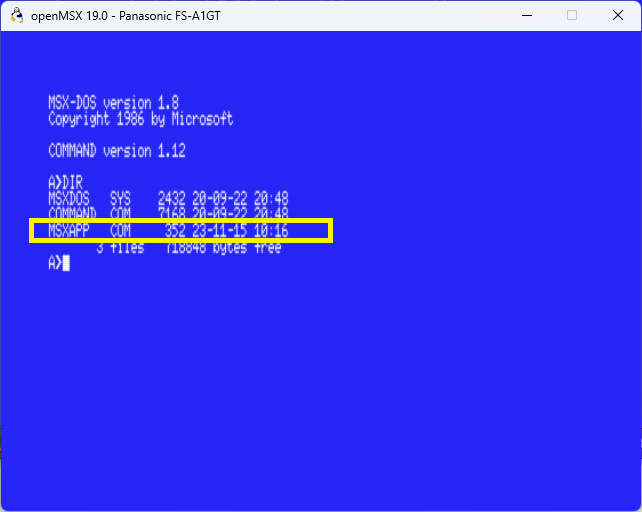 openMSX 19.0 - Panasonic FS-A1GT
MSX-DOS version 1.8
Copyright 1986 by Microsoft
COMMAND version 1.12
A>DIR
MSXDOS   SYS    2432 20-09-22 20:48
COMMAND  COM    7168 20-09-22 20:48
MSXAPP   COM     352 23-11-15 10:16
3 files   718848 bytes free
A>